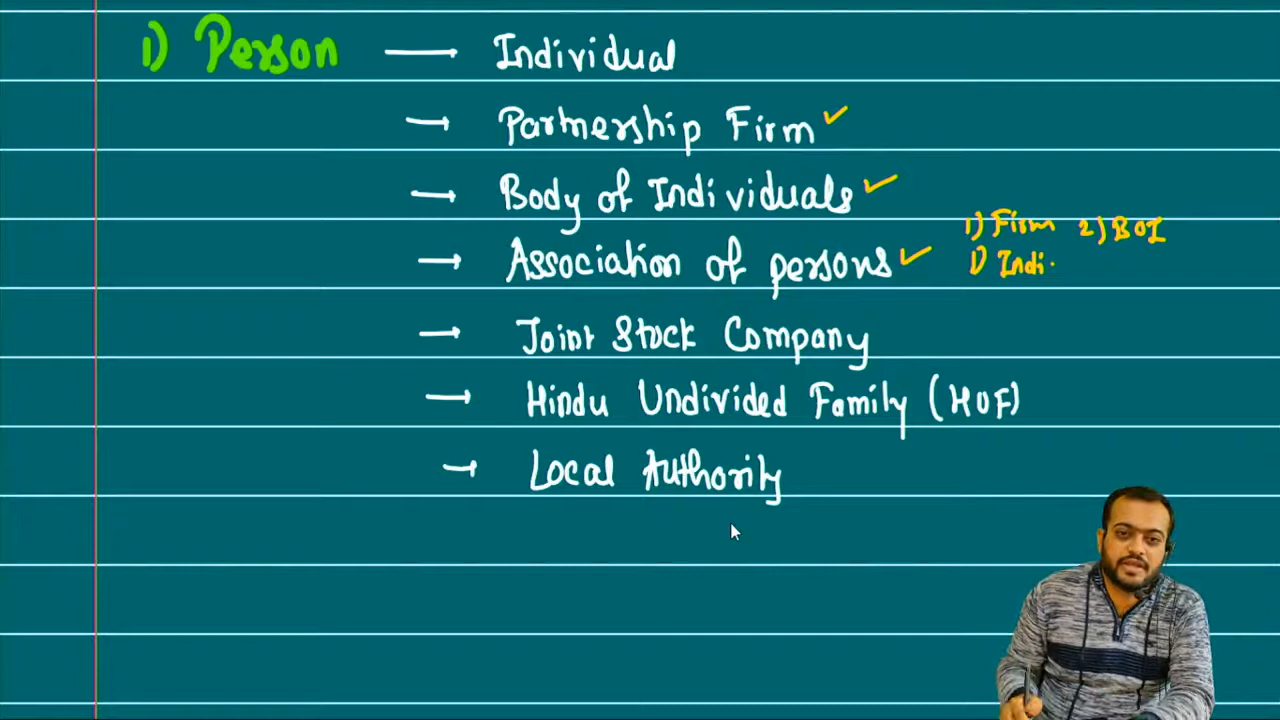 1) Person → Individual
→ Partnership Firm ✓
→ Body of Individuals ✓
1) Firm 2) BOI
→ Association of persons ✓ 1) Indi.
→ Joint Stock Company
→ Hindu Undivided Family (HUF)
→ Local Authority